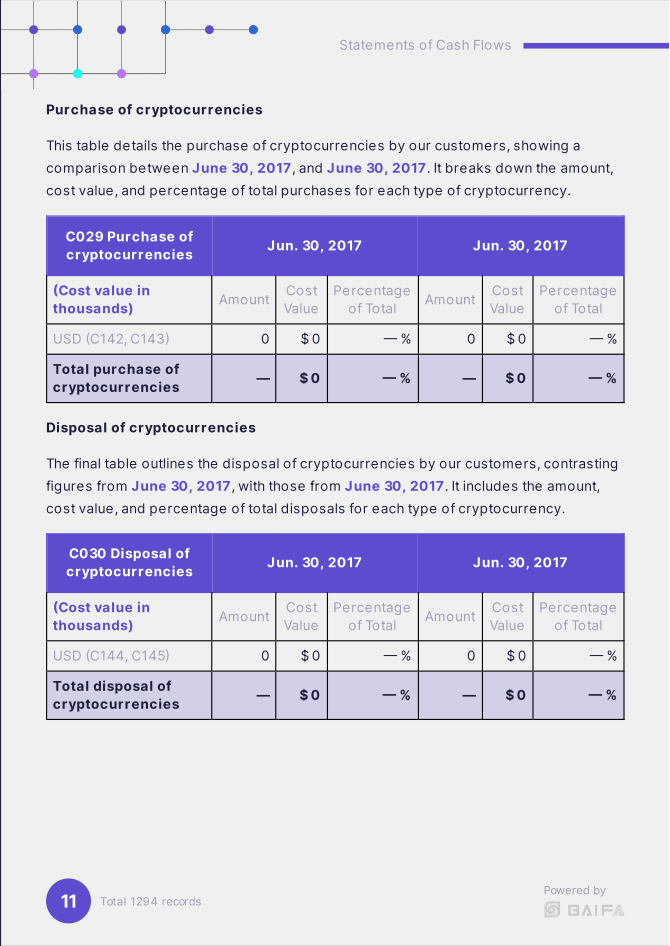 Statements of Cash Flows
Purchase of cryptocurrencies
This table details the purchase of cryptocurrencies by our customers, showing a
comparison between June 30, 2017, and June 30, 2017. It breaks down the amount,
cost value, and percentage of total purchases for each type of cryptocurrency.
C029 Purchase of
cryptocurrencies
Jun. 30, 2017
Jun. 30, 2017
(Cost value in
thousands)
Amount
Cost
Value
Percentage
of Total
Amount
Cost
Value
Percentage
of Total
USD (C142, C143) 0 $ 0 — % 0 $ 0 — %
Total purchase of
cryptocurrencies
— $ 0 — % — $ 0 — %
Disposal of cryptocurrencies
The final table outlines the disposal of cryptocurrencies by our customers, contrasting
figures from June 30, 2017, with those from June 30, 2017. It includes the amount,
cost value, and percentage of total disposals for each type of cryptocurrency.
C030 Disposal of
cryptocurrencies
Jun. 30, 2017
Jun. 30, 2017
(Cost value in
thousands)
Amount
Cost
Value
Percentage
of Total
Amount
Cost
Value
Percentage
of Total
USD (C144, C145) 0 $ 0 — % 0 $ 0 — %
Total disposal of
cryptocurrencies
— $ 0 — % — $ 0 — %
11
Total 1294 records
Powered by
GAIFA